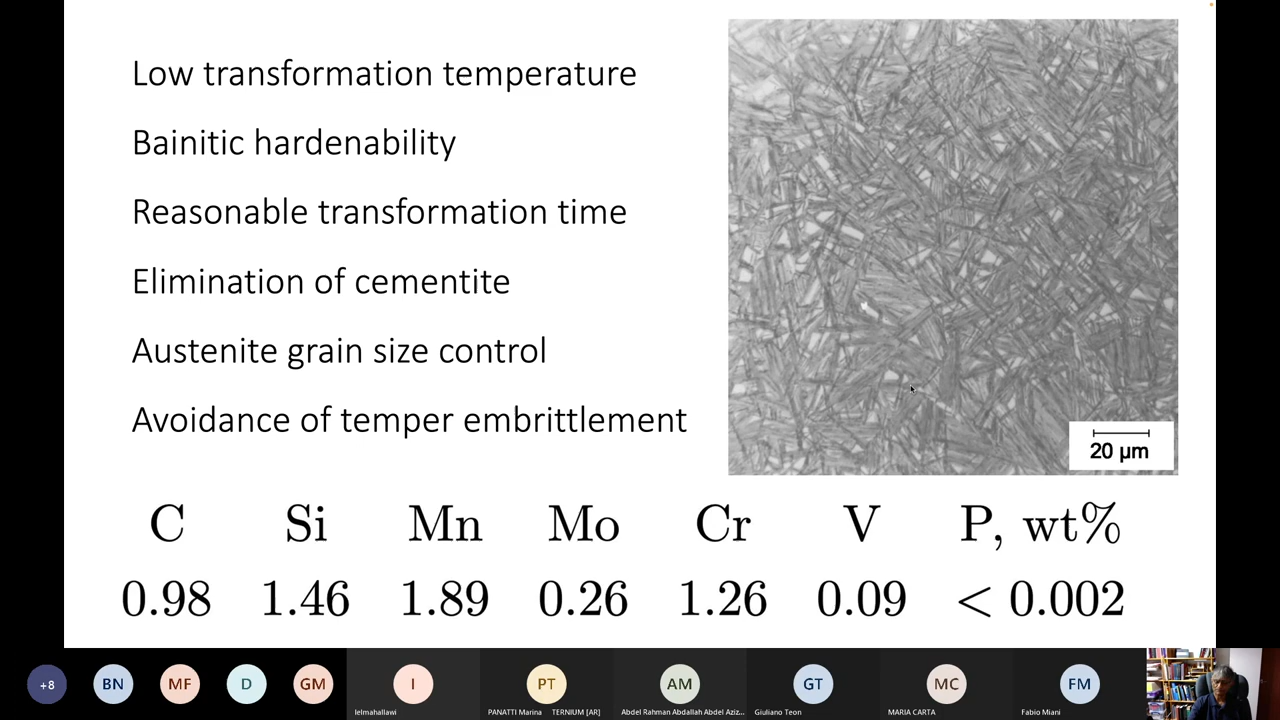 Low transformation temperature
Bainitic hardenability
Reasonable transformation time
Elimination of cementite
Austenite grain size control
Avoidance of temper embrittlement
20 µm
C Si Mn Mo Cr V P, wt%
0.98 1.46 1.89 0.26 1.26 0.09 < 0.002
+8 BN MF D GM I PT AM GT MC FM
lelmahallawi PANATTI Marina TERNIUM [AR] Abdel Rahman Abdallah Abdel Aziz... Giuliano Teon MARIA CARTA Fabio Miani